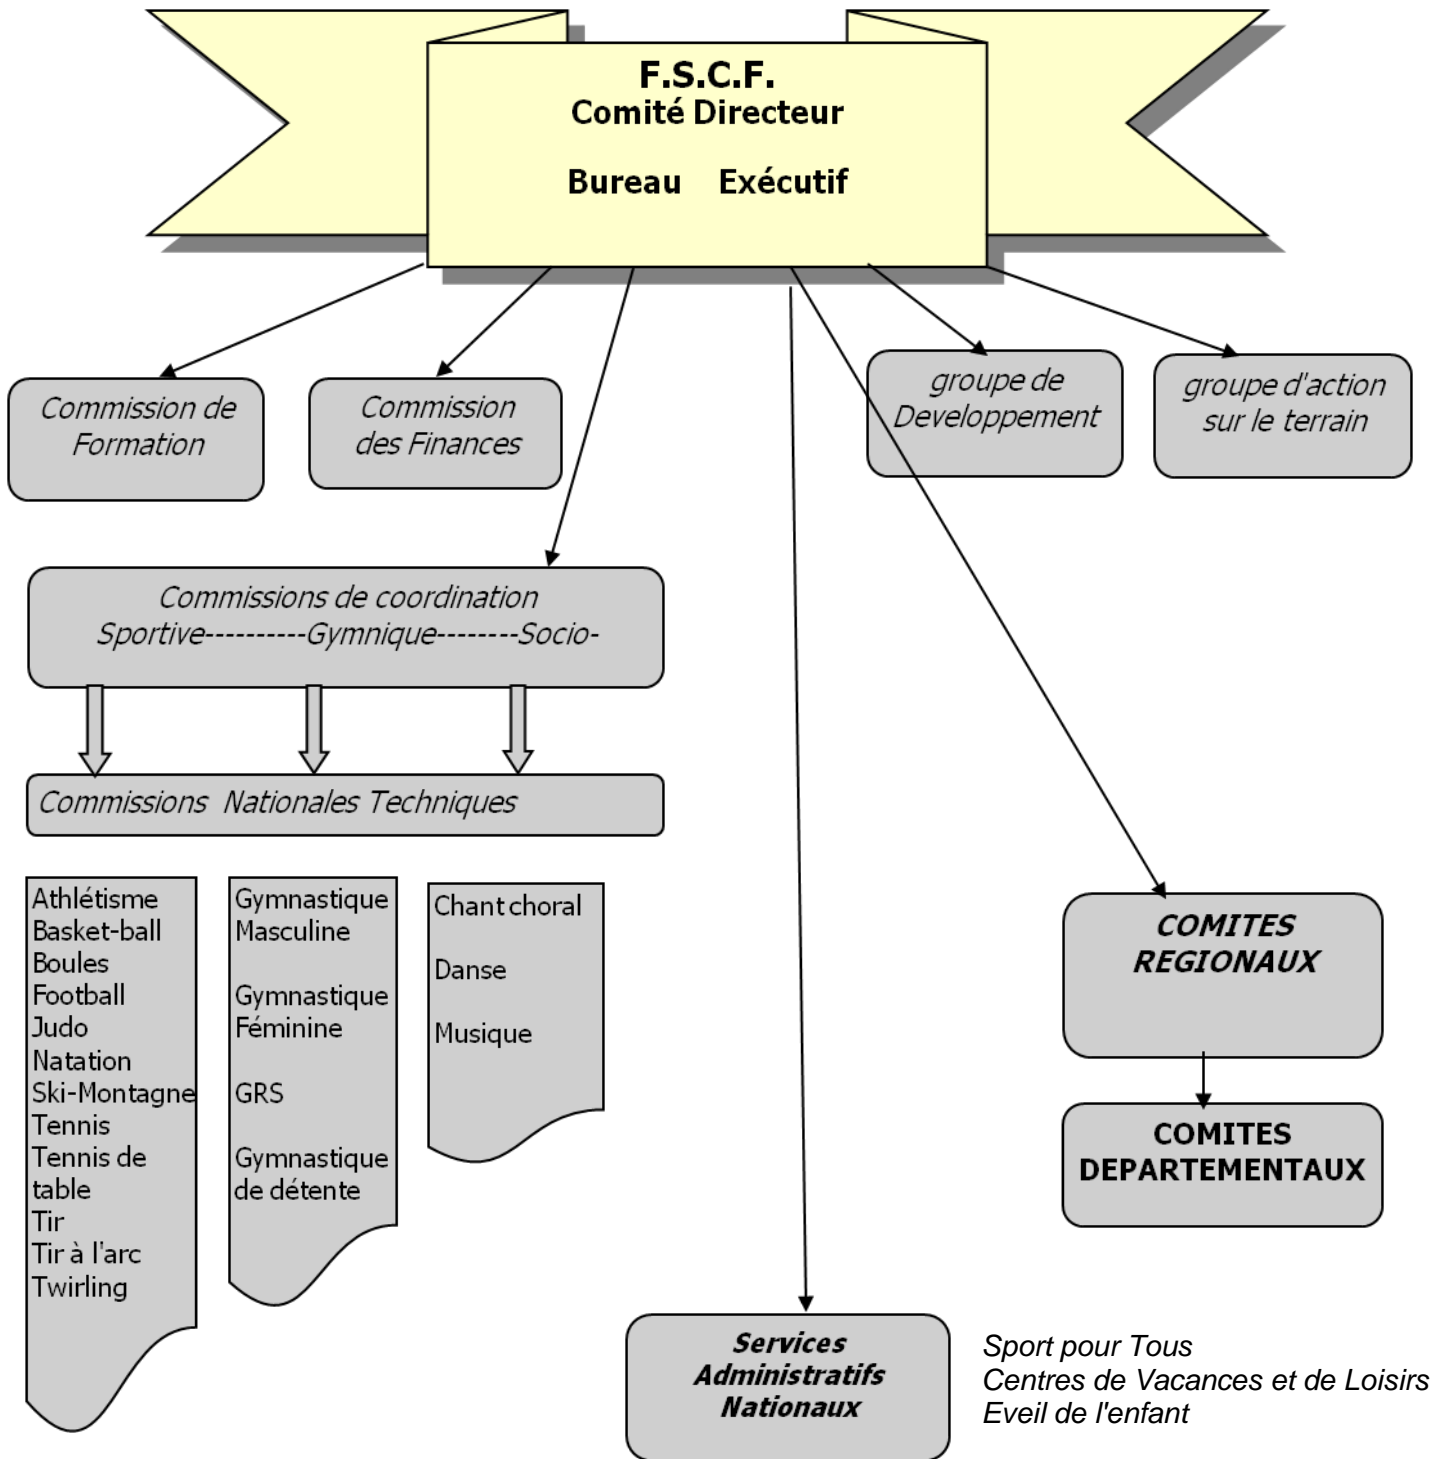 F.S.C.F.
Comité Directeur
Bureau Exécutif
Commission de
Formation
Commission
des Finances
groupe de
Developpement
groupe d'action
sur le terrain
Commissions de coordination
Sportive----------Gymnique--------Socio-
Commissions Nationales Techniques
Athlétisme
Basket-ball
Boules
Football
Judo
Natation
Ski-Montagne
Tennis
Tennis de
table
Tir
Tir à l'arc
Twirling
Gymnastique
Masculine
Gymnastique
Féminine
GRS
Gymnastique
de détente
Chant choral
Danse
Musique
COMITES
REGIONAUX
COMITES
DEPARTEMENTAUX
Services
Administratifs
Nationaux
Sport pour Tous
Centres de Vacances et de Loisirs
Eveil de l'enfant